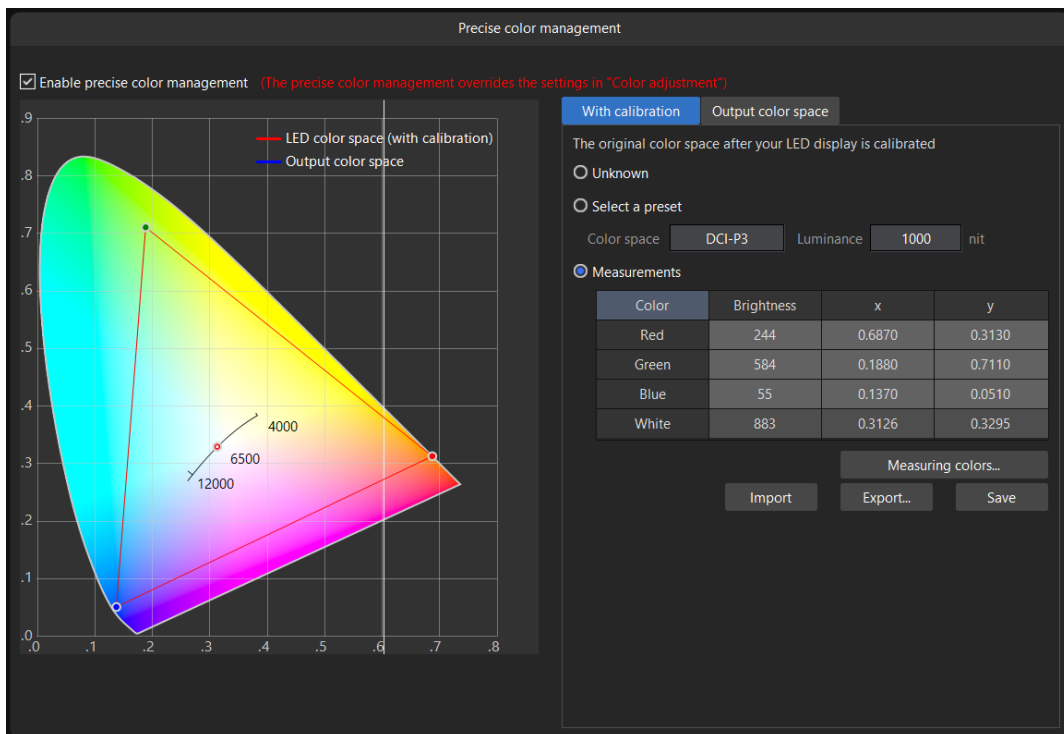 Precise color management
Enable precise color management (The precise color management overrides the settings in "Color adjustment")
.9
LED color space (with calibration)
Output color space
.8
.7
.6
.5
.4
.3
.2
.1
.0
4000
6500
12000
.0 .1 .2 .3 .4 .5 .6 .7 .8
With calibration Output color space
The original color space after your LED display is calibrated
Unknown
Select a preset
Color space DCI-P3 Luminance 1000 nit
Measurements
Color Brightness x y
Red 244 0.6870 0.3130
Green 584 0.1880 0.7110
Blue 55 0.1370 0.0510
White 883 0.3126 0.3295
Measuring colors...
Import Export... Save